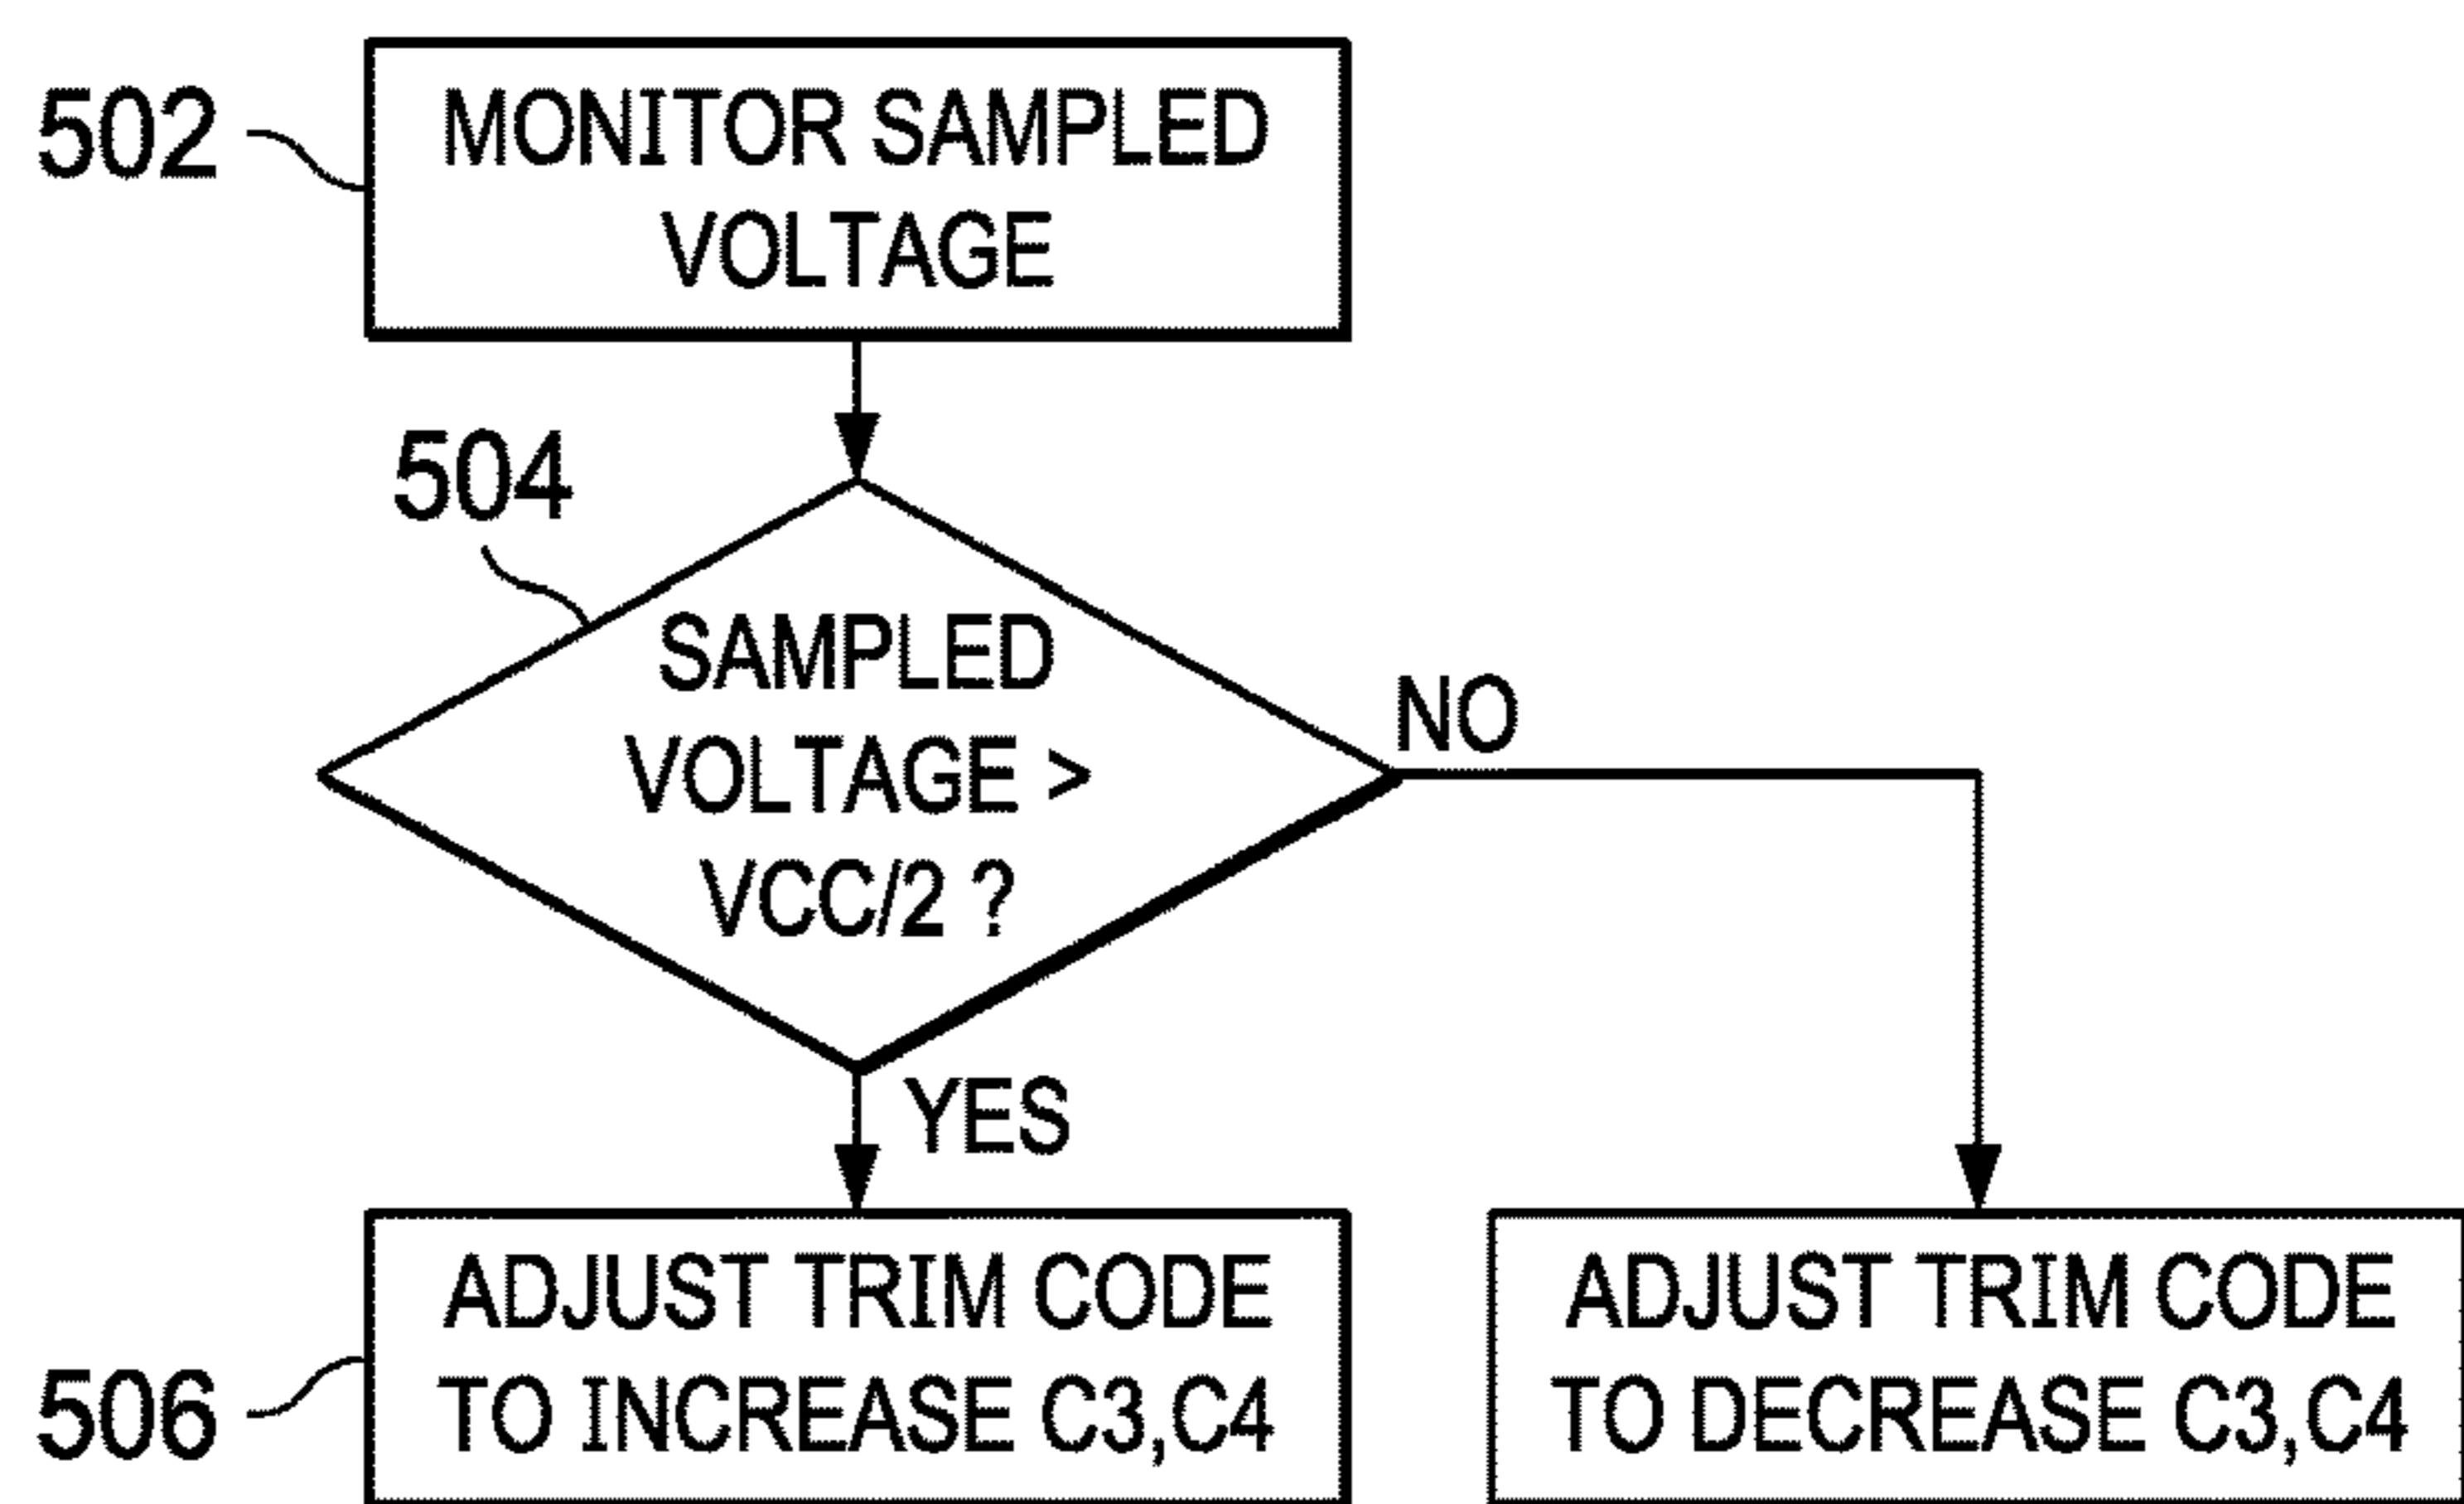 502
MONITOR SAMPLED
VOLTAGE
504
SAMPLED
VOLTAGE >
VCC/2 ?
NO
YES
506
ADJUST TRIM CODE
TO INCREASE C3,C4
ADJUST TRIM CODE
TO DECREASE C3,C4